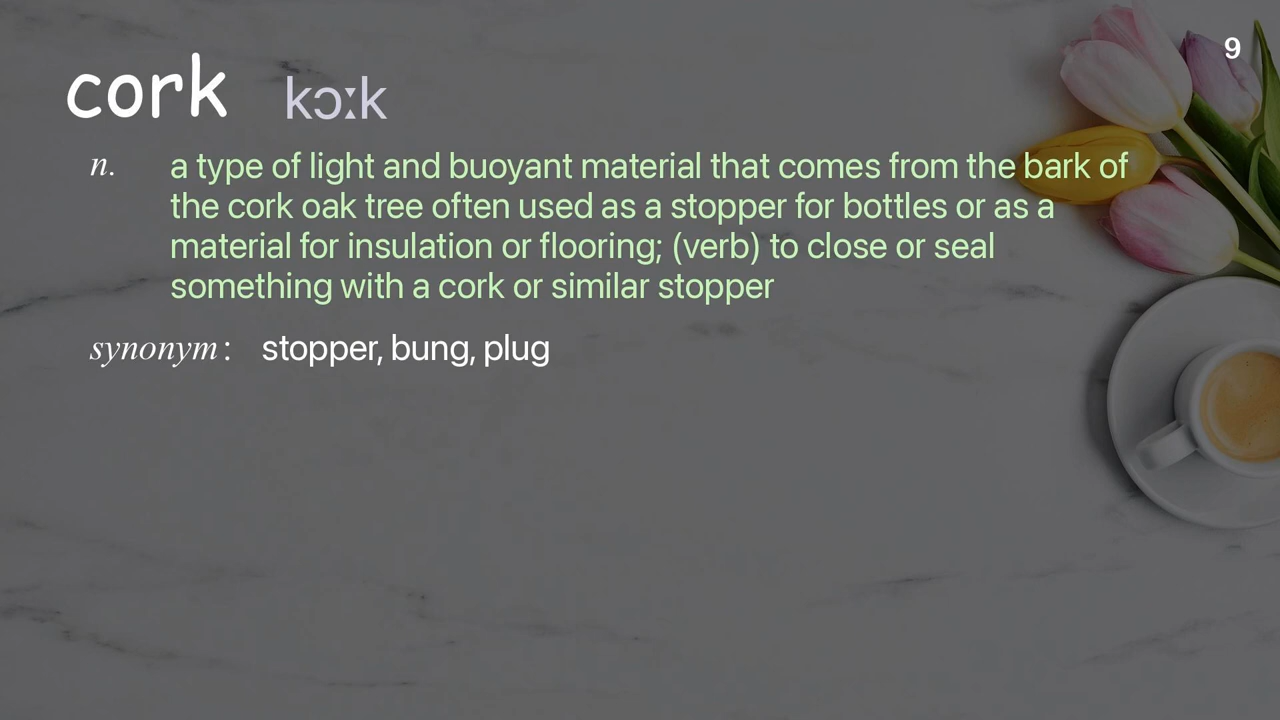 9
cork kɔːk
n. a type of light and buoyant material that comes from the bark of
the cork oak tree often used as a stopper for bottles or as a
material for insulation or flooring; (verb) to close or seal
something with a cork or similar stopper
synonym: stopper, bung, plug